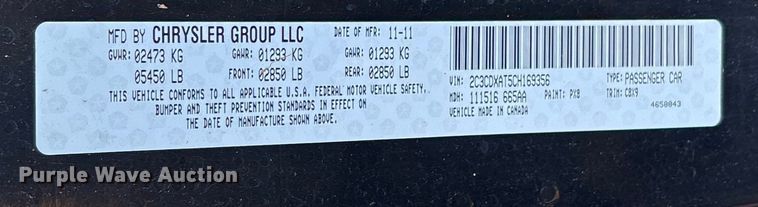 MFD BY CHRYSLER GROUP LLC DATE OF MFR: 11-11
GVWR: 02473 KG GAWR: 01293 KG GAWR: 01293 KG
05450 LB FRONT: 02850 LB REAR: 02850 LB
THIS VEHICLE CONFORMS TO ALL APPLICABLE U.S.A. FEDERAL MOTOR VEHICLE SAFETY,
BUMPER AND THEFT PREVENTION STANDARDS IN EFFECT ON
THE DATE OF MANUFACTURE SHOWN ABOVE.
VIN: 2C3CDXAT5CH169356 TYPE: PASSENGER CAR
MDH: 111516 665AA PAINT: PX8 TRIM: C8X9
VEHICLE MADE IN CANADA 4650043
Purple Wave Auction